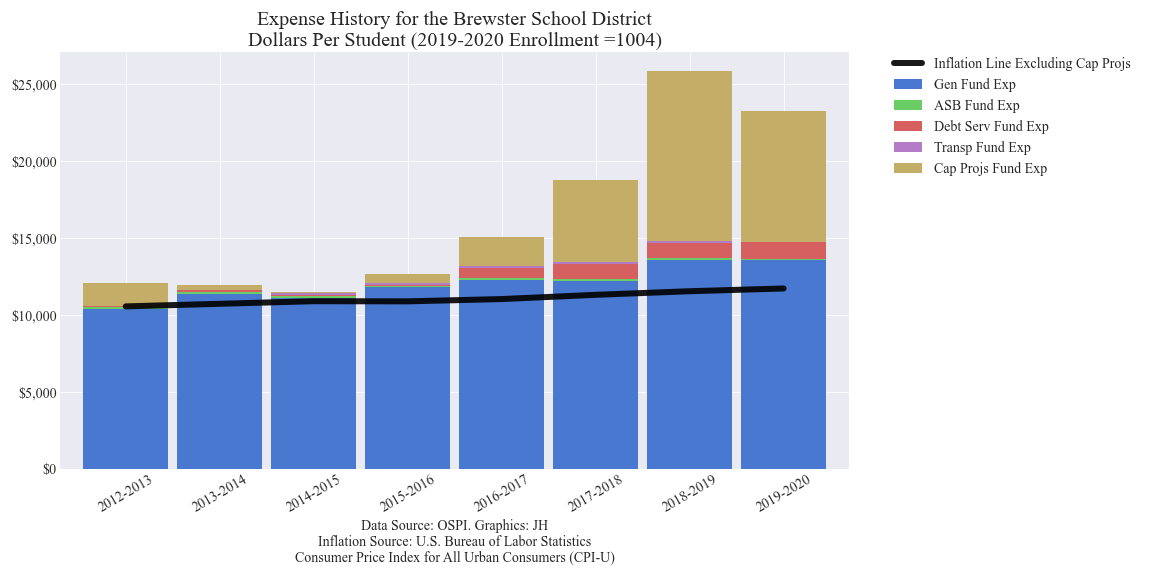 Expense History for the Brewster School District
Dollars Per Student (2019-2020 Enrollment =1004)
Inflation Line Excluding Cap Projs
Gen Fund Exp
ASB Fund Exp
Debt Serv Fund Exp
Transp Fund Exp
Cap Projs Fund Exp
$25,000
$20,000
$15,000
$10,000
$5,000
$0
2012-2013
2013-2014
2014-2015
2015-2016
2016-2017
2017-2018
2018-2019
2019-2020
Data Source: OSPI. Graphics: JH
Inflation Source: U.S. Bureau of Labor Statistics
Consumer Price Index for All Urban Consumers (CPI-U)